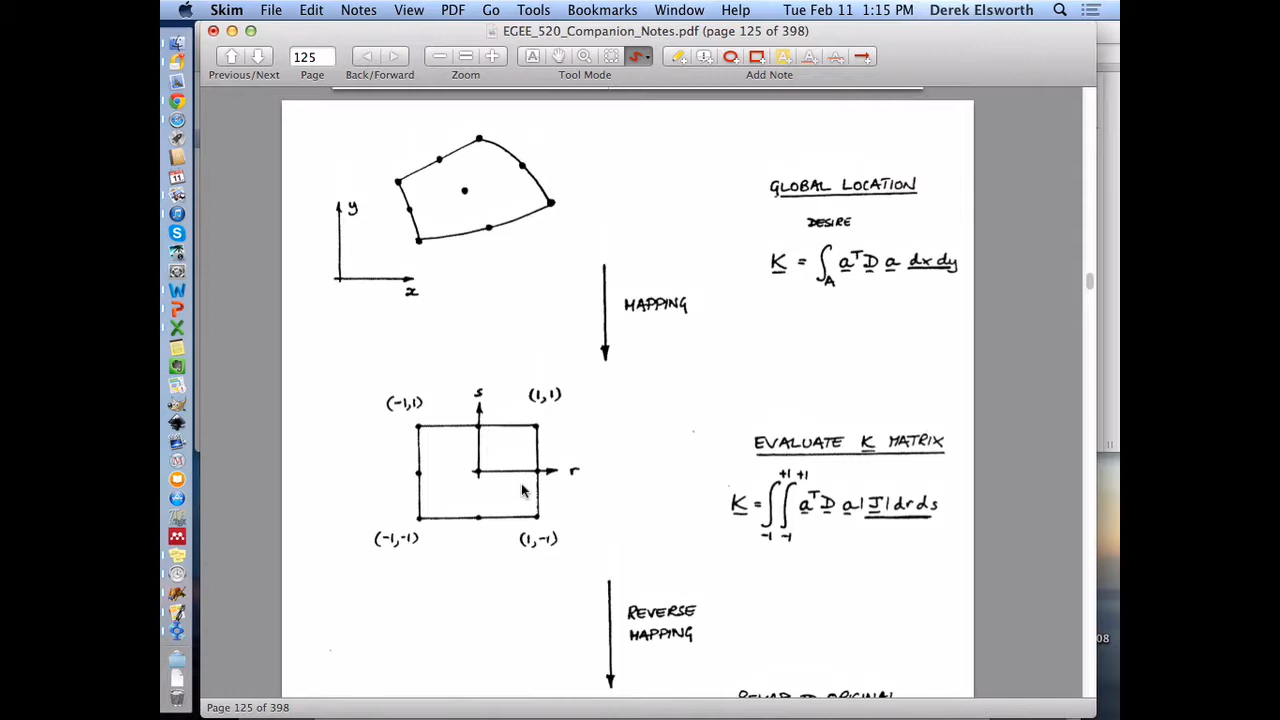 Skim File Edit Notes View PDF Go Tools Bookmarks Window Help Tue Feb 11 1:15 PM Derek Elsworth
EGEE_520_Companion_Notes.pdf (page 125 of 398)
125
Previous/Next Page Back/Forward Zoom Tool Mode Add Note
y
x
GLOBAL LOCATION
DESIRE
K = ∫A aᵀ D a dx dy
MAPPING
(-1,1) s (1,1)
r
(-1,-1) (1,-1)
EVALUATE K MATRIX
K = ∫-1+1 ∫-1+1 aᵀ D a |J| dr ds
REVERSE
MAPPING
Page 125 of 398